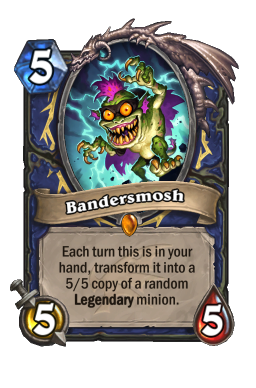 5
Bandersmosh
Each turn this is in your
hand, transform it into a
5/5 copy of a random
Legendary minion.
5 5